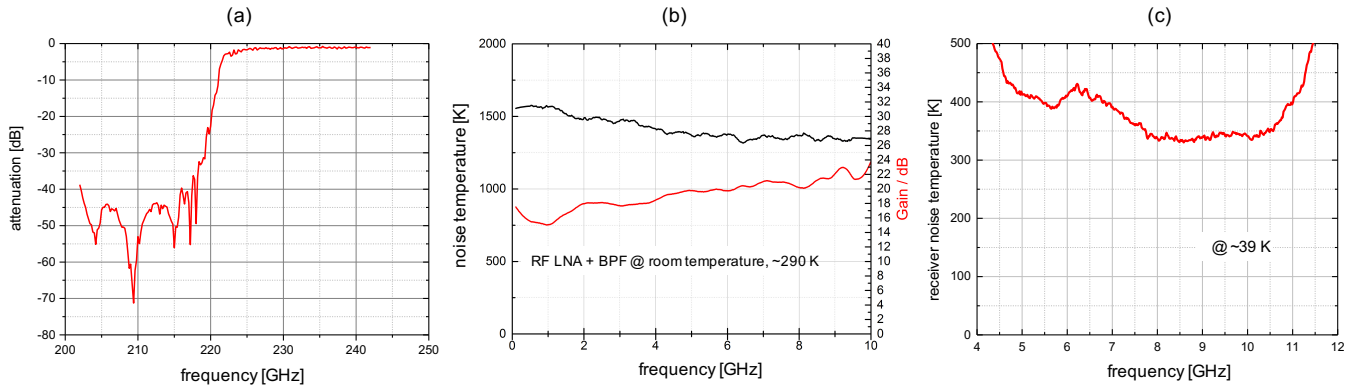 (a)
0
-10
-20
-30
-40
-50
-60
-70
-80
attenuation [dB]
200 210 220 230 240 250
frequency [GHz]
(b)
2000
1500
1000
500
0
noise temperature [K]
RF LNA + BPF @ room temperature, ~290 K
40
38
36
34
32
30
28
26
24
22
20
18
16
14
12
10
8
6
4
2
0
Gain / dB
0 2 4 6 8 10
frequency [GHz]
(c)
500
400
300
200
100
0
receiver noise temperature [K]
@ ~39 K
4 5 6 7 8 9 10 11 12
frequency [GHz]